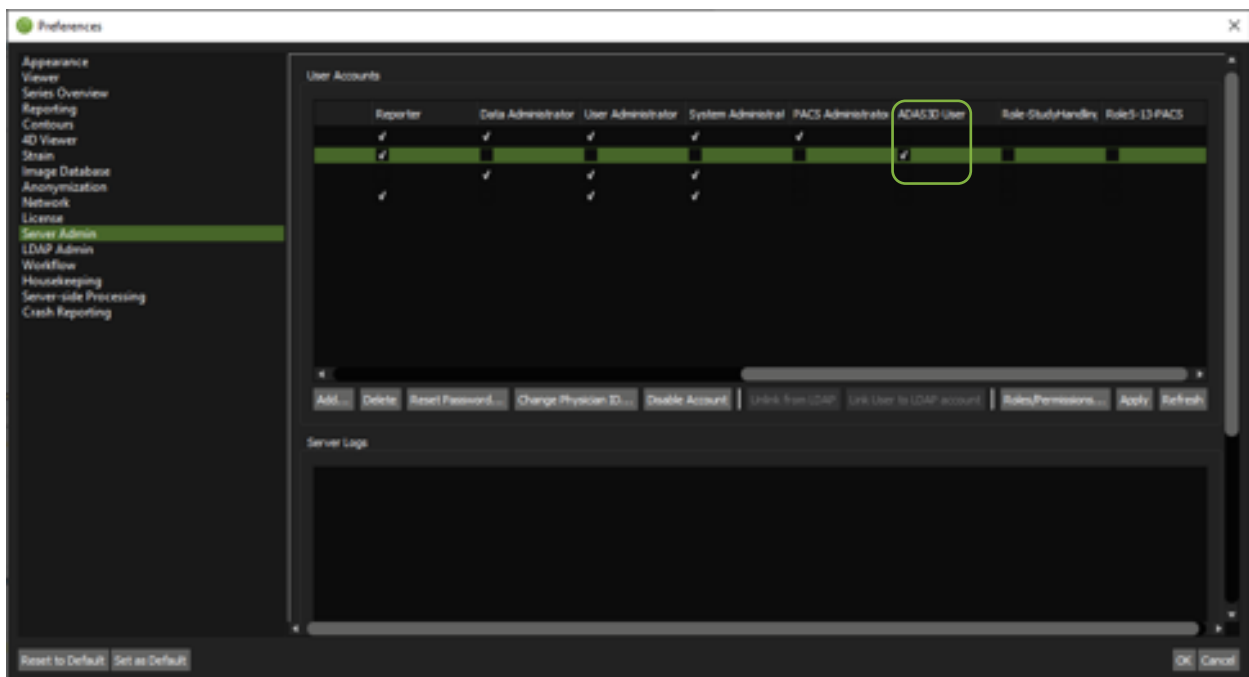 Preferences
Appearance
Viewer
Series Overview
Reporting
Contours
4D Viewer
Strain
Image Database
Anonymization
Network
License
Server Admin
LDAP Admin
Workflow
Housekeeping
Server-side Processing
Crash Reporting
User Accounts
Reporter Data Administrator User Administrator System Administrat PACS Administrato ADAS3D User Role-StudyHandling Role5-13-PACS
Add... Delete Reset Password... Change Physician ID... Disable Account Unlink from LDAP Link User to LDAP account Roles/Permissions... Apply Refresh
Server Logs
Reset to Default Set as Default OK Cancel